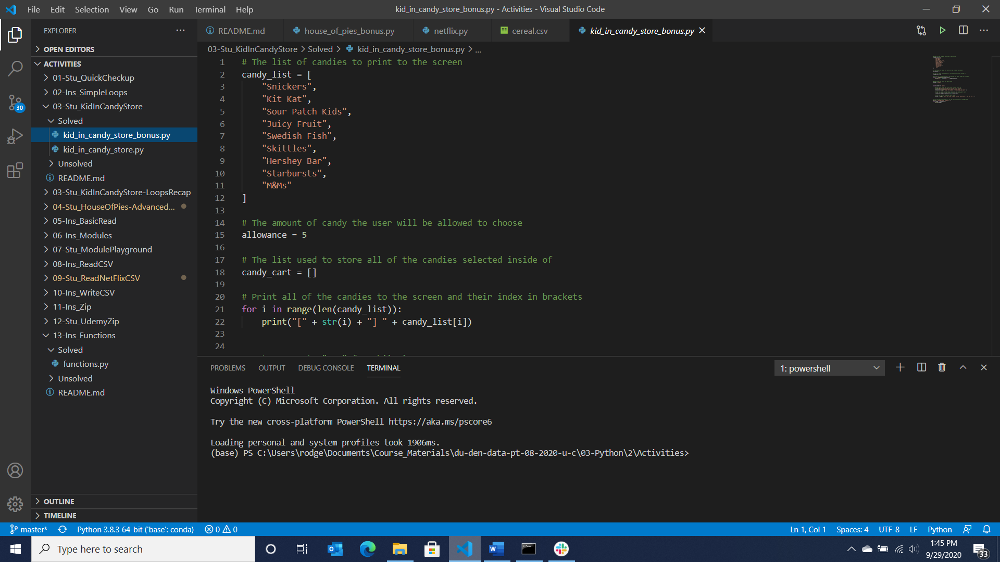 File Edit Selection View Go Run Terminal Help
kid_in_candy_store_bonus.py - Activities - Visual Studio Code
EXPLORER
OPEN EDITORS
ACTIVITIES
01-Stu_QuickCheckup
02-Ins_SimpleLoops
03-Stu_KidInCandyStore
Solved
kid_in_candy_store_bonus.py
kid_in_candy_store.py
Unsolved
README.md
03-Stu_KidInCandyStore-LoopsRecap
04-Stu_HouseOfPies-Advanced...
05-Ins_BasicRead
06-Ins_Modules
07-Stu_ModulePlayground
08-Ins_ReadCSV
09-Stu_ReadNetFlixCSV
10-Ins_WriteCSV
11-Ins_Zip
12-Stu_UdemyZip
13-Ins_Functions
Solved
functions.py
Unsolved
README.md
OUTLINE
TIMELINE
30
README.md house_of_pies_bonus.py netflix.py cereal.csv kid_in_candy_store_bonus.py
03-Stu_KidInCandyStore > Solved > kid_in_candy_store_bonus.py > ...
1 # The list of candies to print to the screen
2 candy_list = [
3 "Snickers",
4 "Kit Kat",
5 "Sour Patch Kids",
6 "Juicy Fruit",
7 "Swedish Fish",
8 "Skittles",
9 "Hershey Bar",
10 "Starbursts",
11 "M&Ms"
12 ]
13
14 # The amount of candy the user will be allowed to choose
15 allowance = 5
16
17 # The list used to store all of the candies selected inside of
18 candy_cart = []
19
20 # Print all of the candies to the screen and their index in brackets
21 for i in range(len(candy_list)):
22 print("[" + str(i) + "] " + candy_list[i])
23
24
PROBLEMS OUTPUT DEBUG CONSOLE TERMINAL
1: powershell
Windows PowerShell
Copyright (C) Microsoft Corporation. All rights reserved.
Try the new cross-platform PowerShell https://aka.ms/pscore6
Loading personal and system profiles took 1906ms.
(base) PS C:\Users\rodge\Documents\Course_Materials\du-den-data-pt-08-2020-u-c\03-Python\2\Activities>
master* Python 3.8.3 64-bit ('base': conda) 0 0
Ln 1, Col 1 Spaces: 4 UTF-8 LF Python
Type here to search
1:45 PM
9/29/2020
33